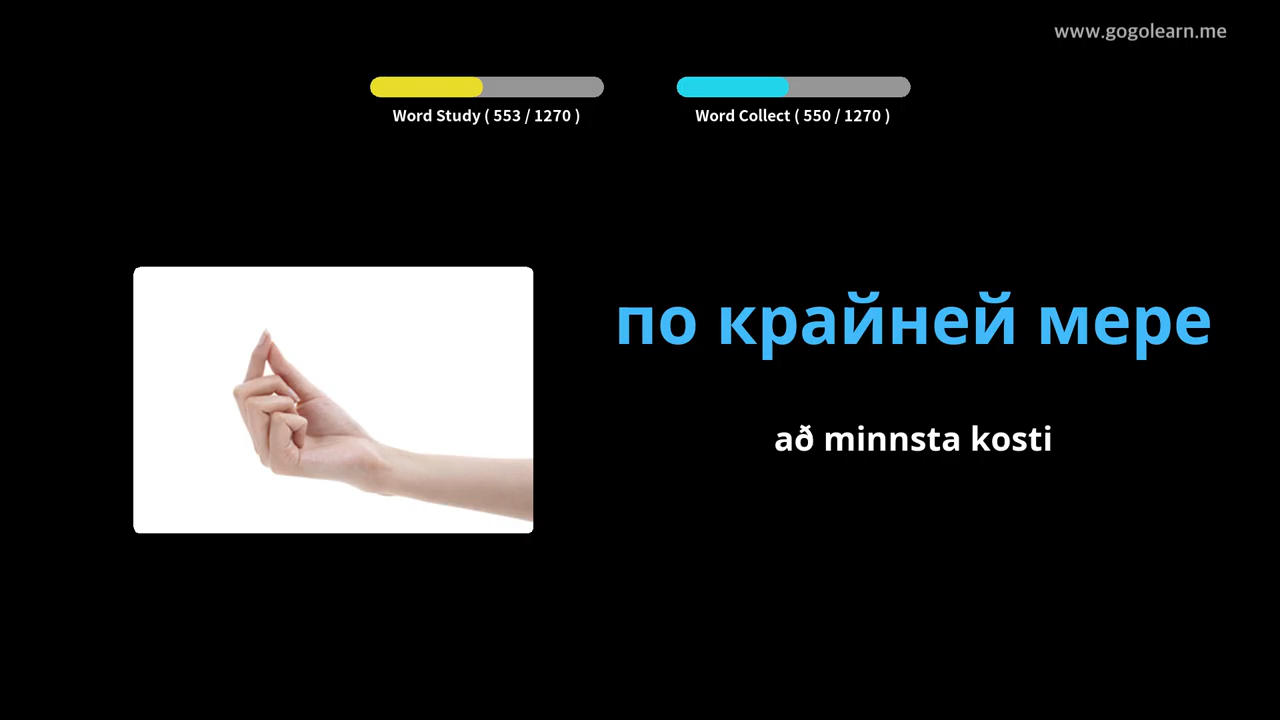 www.gogolearn.me
Word Study ( 553 / 1270 )
Word Collect ( 550 / 1270 )
по крайней мере
að minnsta kosti